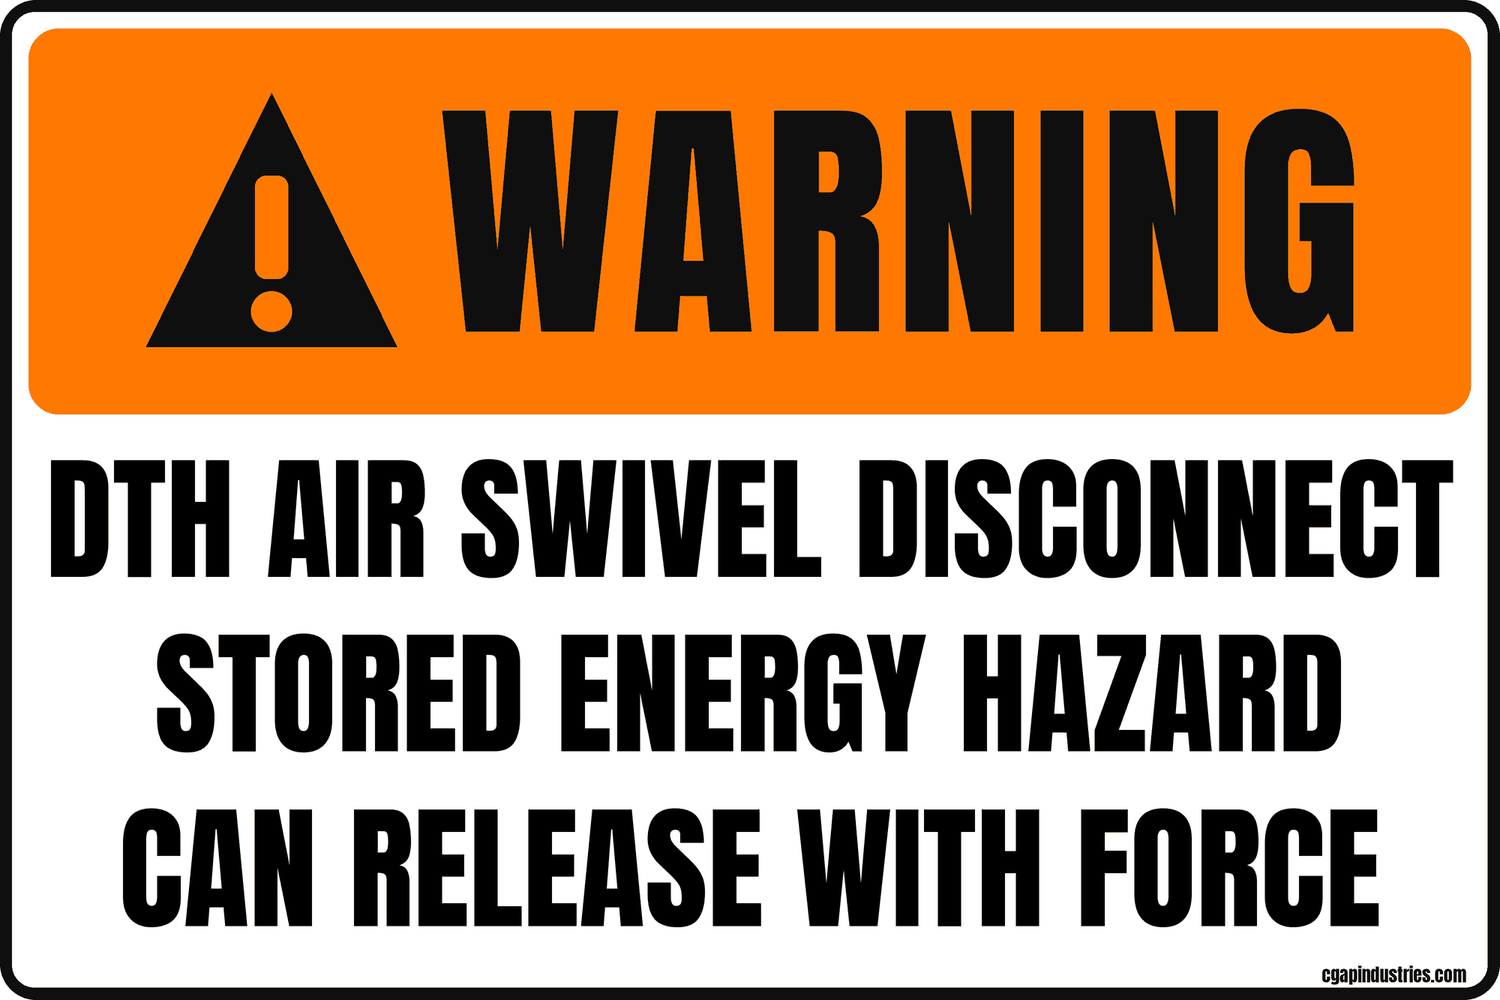 WARNING
DTH AIR SWIVEL DISCONNECT
STORED ENERGY HAZARD
CAN RELEASE WITH FORCE
cgapindustries.com